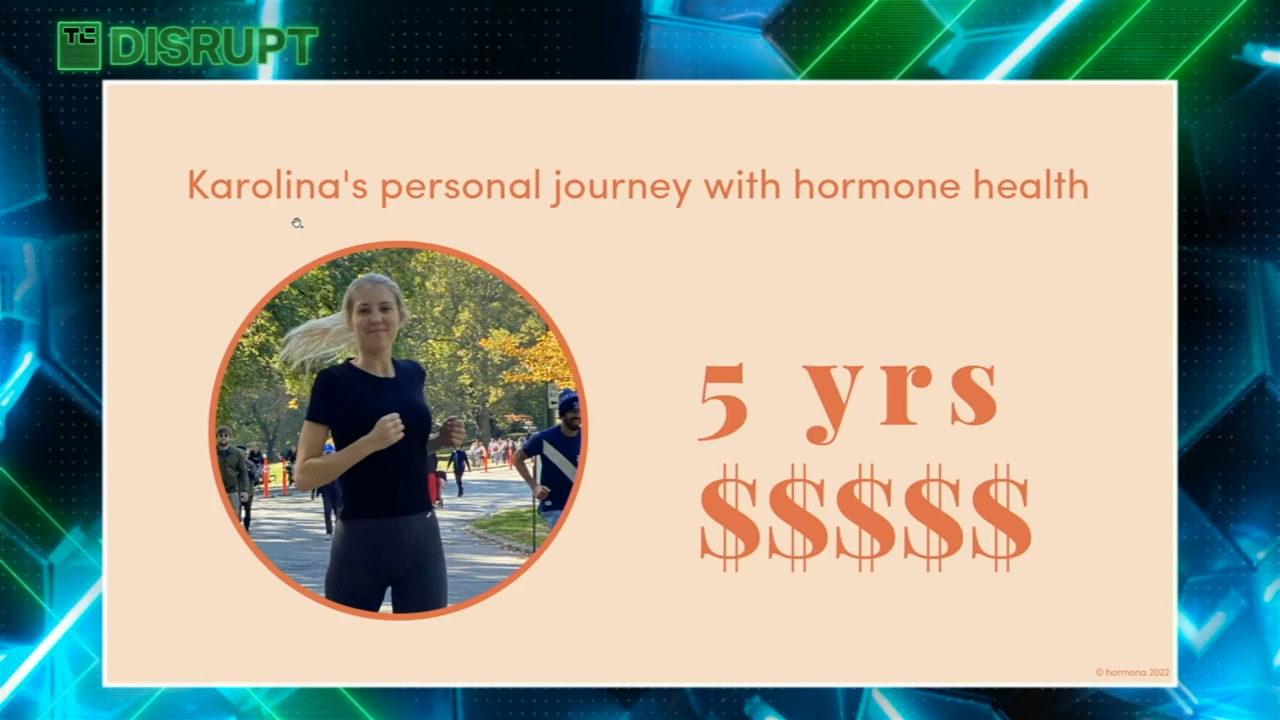 TC DISRUPT
Karolina's personal journey with hormone health
5 yrs
$$$$$
© hormona 2022